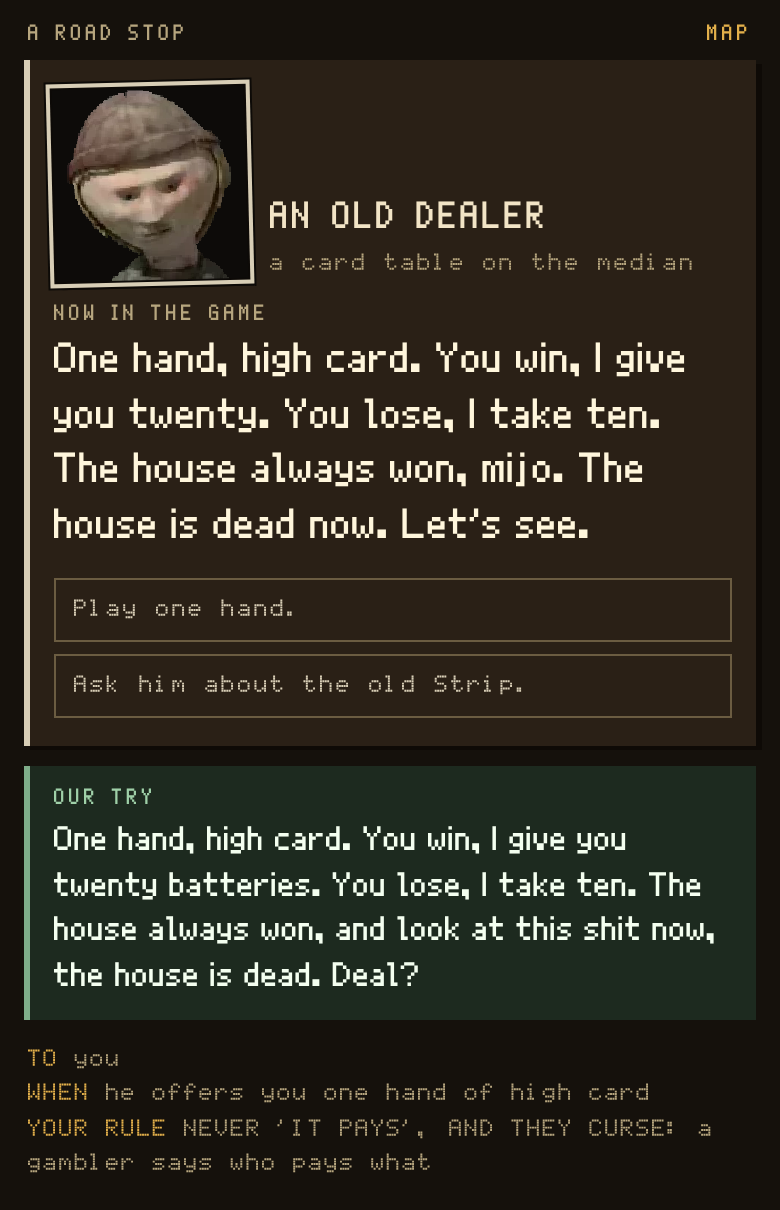 A ROAD STOP
MAP
AN OLD DEALER
a card table on the median
NOW IN THE GAME
One hand, high card. You win, I give
you twenty. You lose, I take ten.
The house always won, mijo. The
house is dead now. Let's see.
Play one hand.
Ask him about the old Strip.
OUR TRY
One hand, high card. You win, I give you
twenty batteries. You lose, I take ten. The
house always won, and look at this shit now,
the house is dead. Deal?
TO you
WHEN he offers you one hand of high card
YOUR RULE NEVER 'IT PAYS', AND THEY CURSE: a
gambler says who pays what